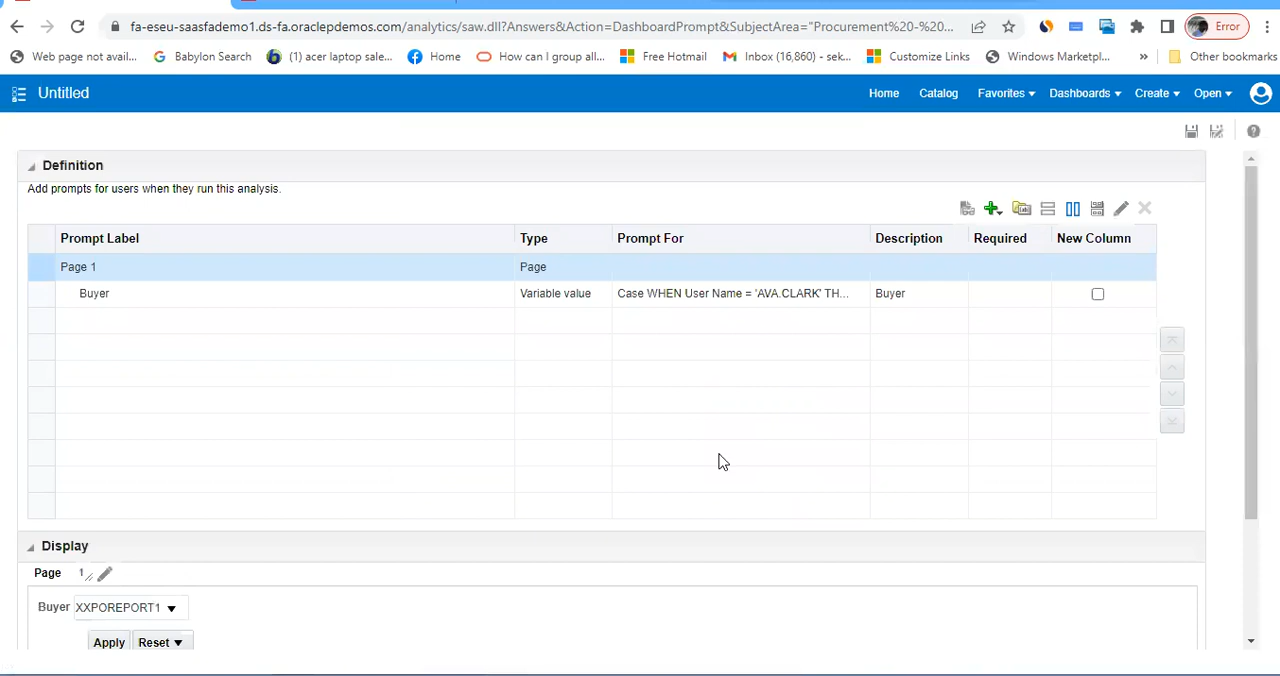 fa-eseu-saasfademo1.ds-fa.oraclepdemos.com/analytics/saw.dll?Answers&Action=DashboardPrompt&SubjectArea="Procurement%20-%20...
Error
Web page not avail...
Babylon Search
(1) acer laptop sale...
Home
How can I group all...
Free Hotmail
Inbox (16,860) - sek...
Customize Links
Windows Marketpl...
»
Other bookmarks
Untitled
Home
Catalog
Favorites
Dashboards
Create
Open
Definition
Add prompts for users when they run this analysis.
Prompt Label
Type
Prompt For
Description
Required
New Column
Page 1
Page
Buyer
Variable value
Case WHEN User Name = 'AVA.CLARK' TH...
Buyer
Display
Page 1
Buyer XXPOREPORT1
Apply
Reset